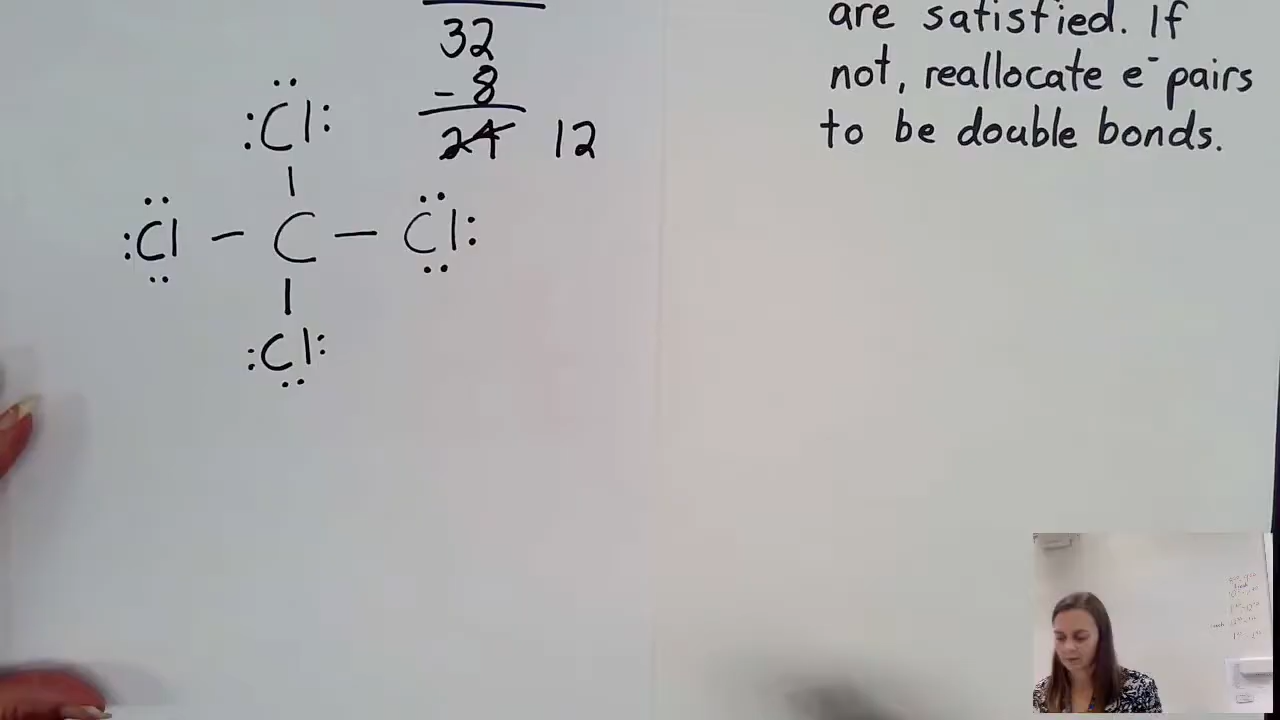 32
- 8
24 12
Cl
Cl - C - Cl
Cl
are satisfied. If
not, reallocate e⁻ pairs
to be double bonds.